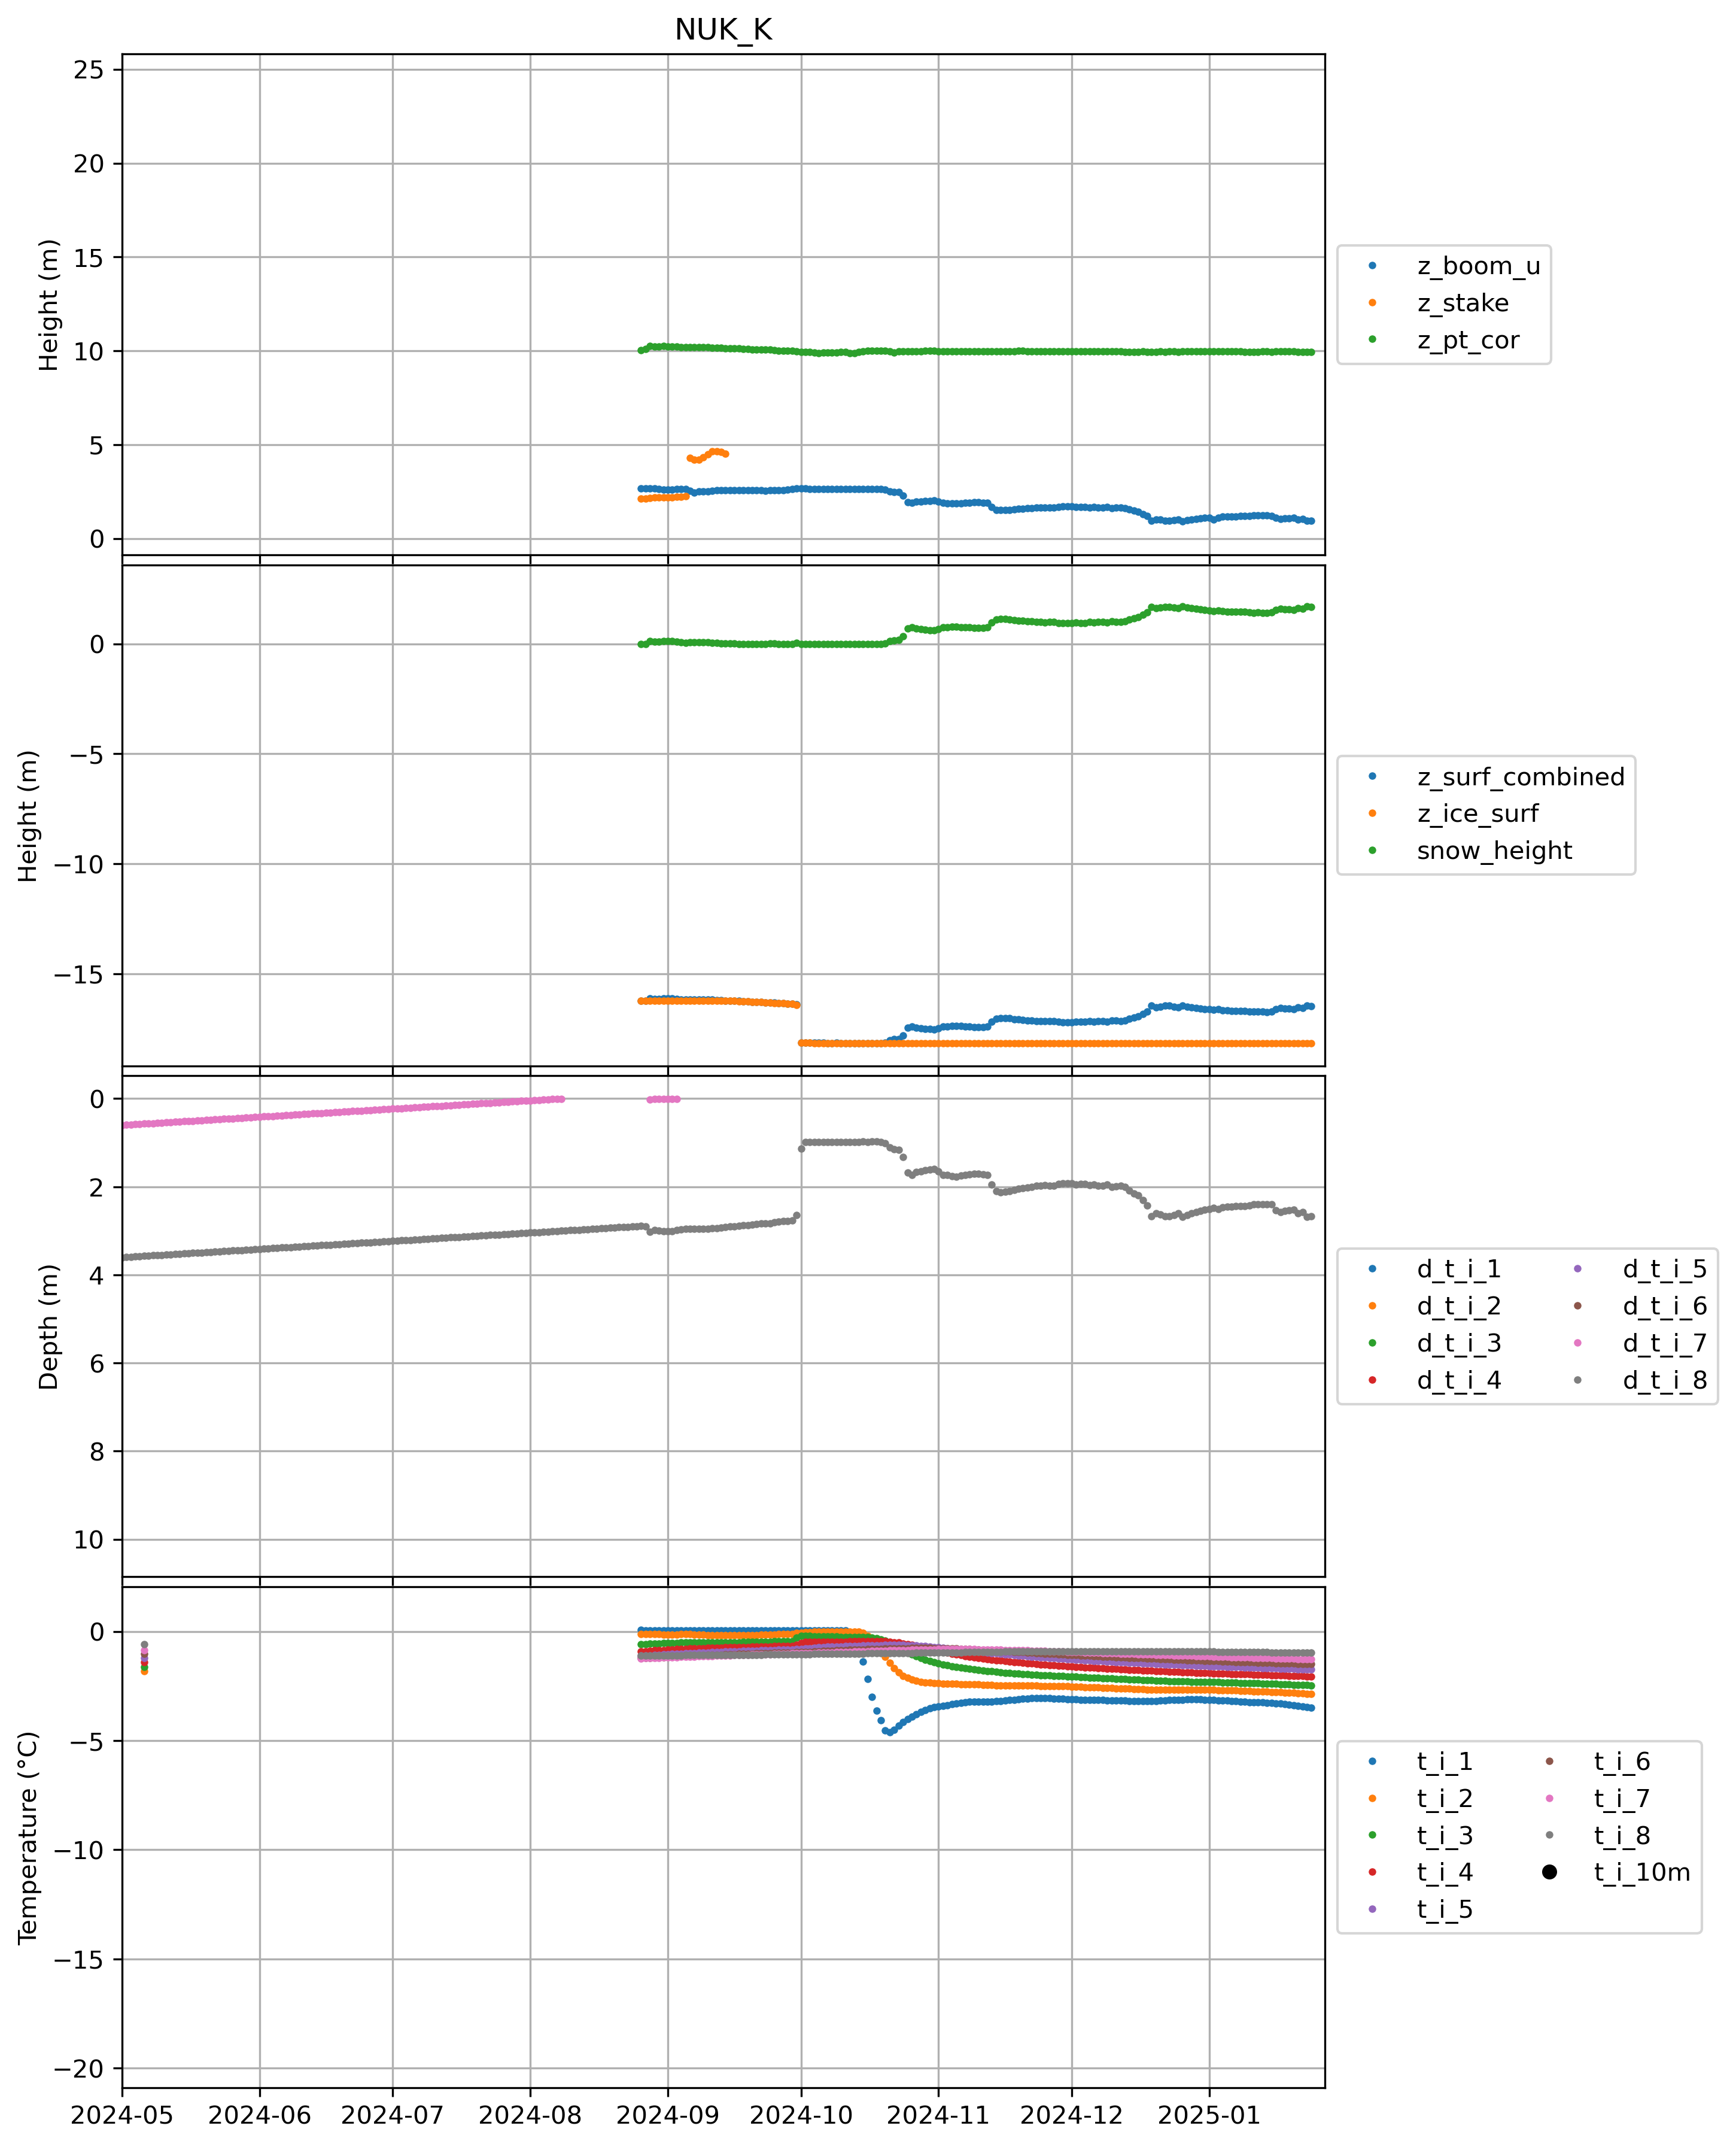 NUK_K
25
20
15
10
5
0
Height (m)
z_boom_u
z_stake
z_pt_cor
0
−5
−10
−15
Height (m)
z_surf_combined
z_ice_surf
snow_height
0
2
4
6
8
10
Depth (m)
d_t_i_1 d_t_i_5
d_t_i_2 d_t_i_6
d_t_i_3 d_t_i_7
d_t_i_4 d_t_i_8
0
−5
−10
−15
−20
Temperature (°C)
t_i_1 t_i_6
t_i_2 t_i_7
t_i_3 t_i_8
t_i_4 t_i_10m
t_i_5
2024-05 2024-06 2024-07 2024-08 2024-09 2024-10 2024-11 2024-12 2025-01